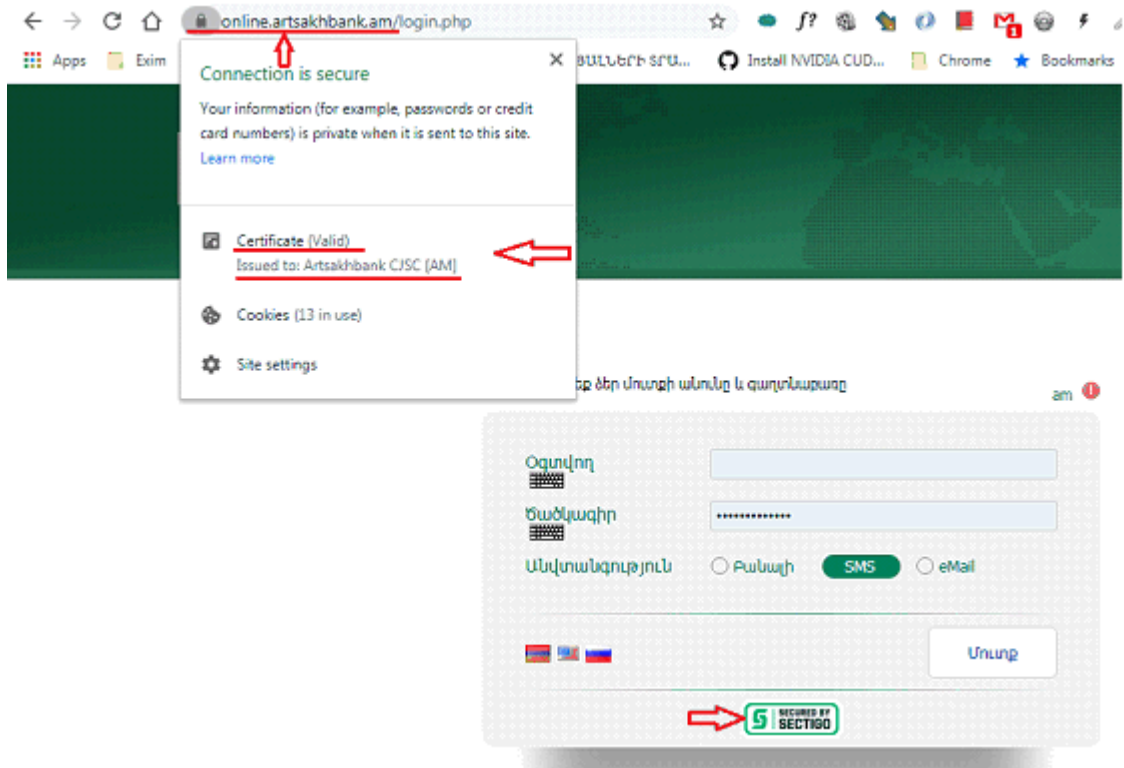 online.artsakhbank.am/login.php
Apps
Exim
Install NVIDIA CUD...
Chrome
Bookmarks
1
Connection is secure
Your information (for example, passwords or credit
card numbers) is private when it is sent to this site.
Learn more
Certificate (Valid)
Issued to: Artsakhbank CJSC [AM]
Cookies (13 in use)
Site settings
եք ձեր մուտքի անունը և գաղտնաբառը
am
Օգտվող
Ծածկագիր
•••••••••••••
Անվտանգություն
Բանալի
SMS
eMail
Մուտք
SECURED BY
SECTIGO